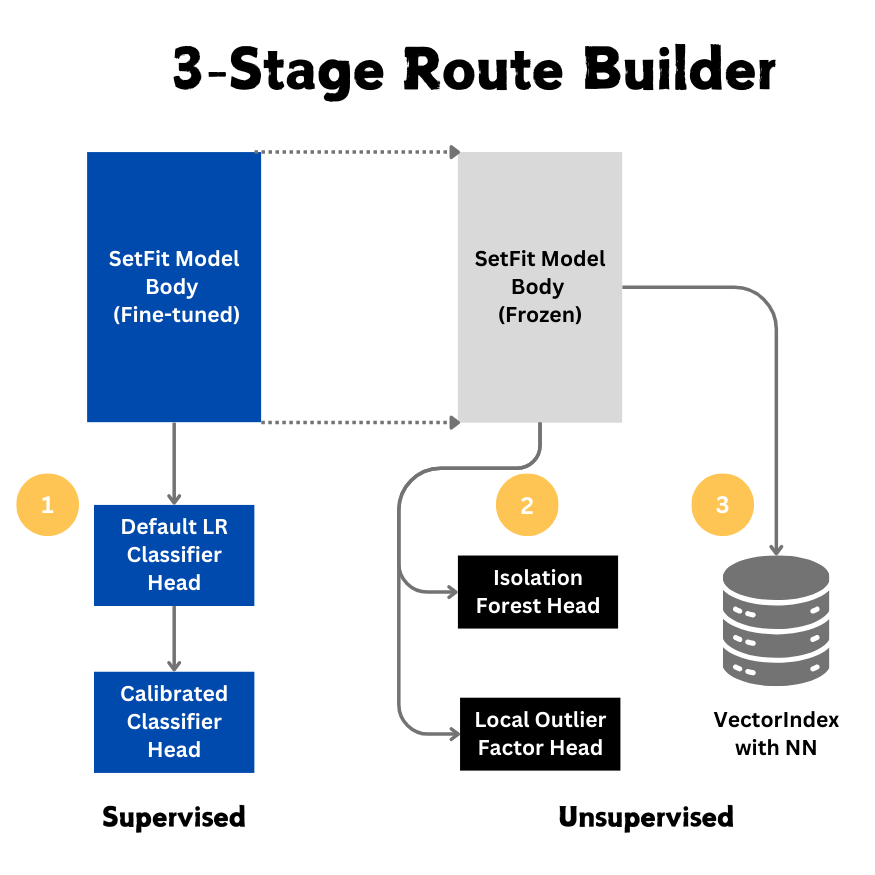 3-Stage Route Builder
SetFit Model
Body
(Fine-tuned)
SetFit Model
Body
(Frozen)
1
Default LR
Classifier
Head
Calibrated
Classifier
Head
2
Isolation
Forest Head
Local Outlier
Factor Head
3
VectorIndex
with NN
Supervised
Unsupervised